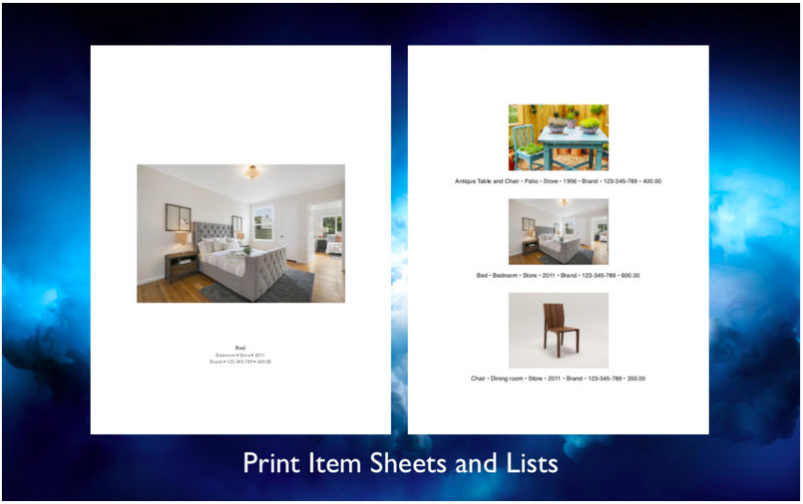 Bed
Bedroom • Store • 2011
Brand • 123-345-789 • 600.00
Antique Table and Chair • Patio • Store • 1956 • Brand • 123-345-789 • 400.00
Bed • Bedroom • Store • 2011 • Brand • 123-345-789 • 600.00
Chair • Dining room • Store • 2011 • Brand • 123-345-789 • 350.00
Print Item Sheets and Lists